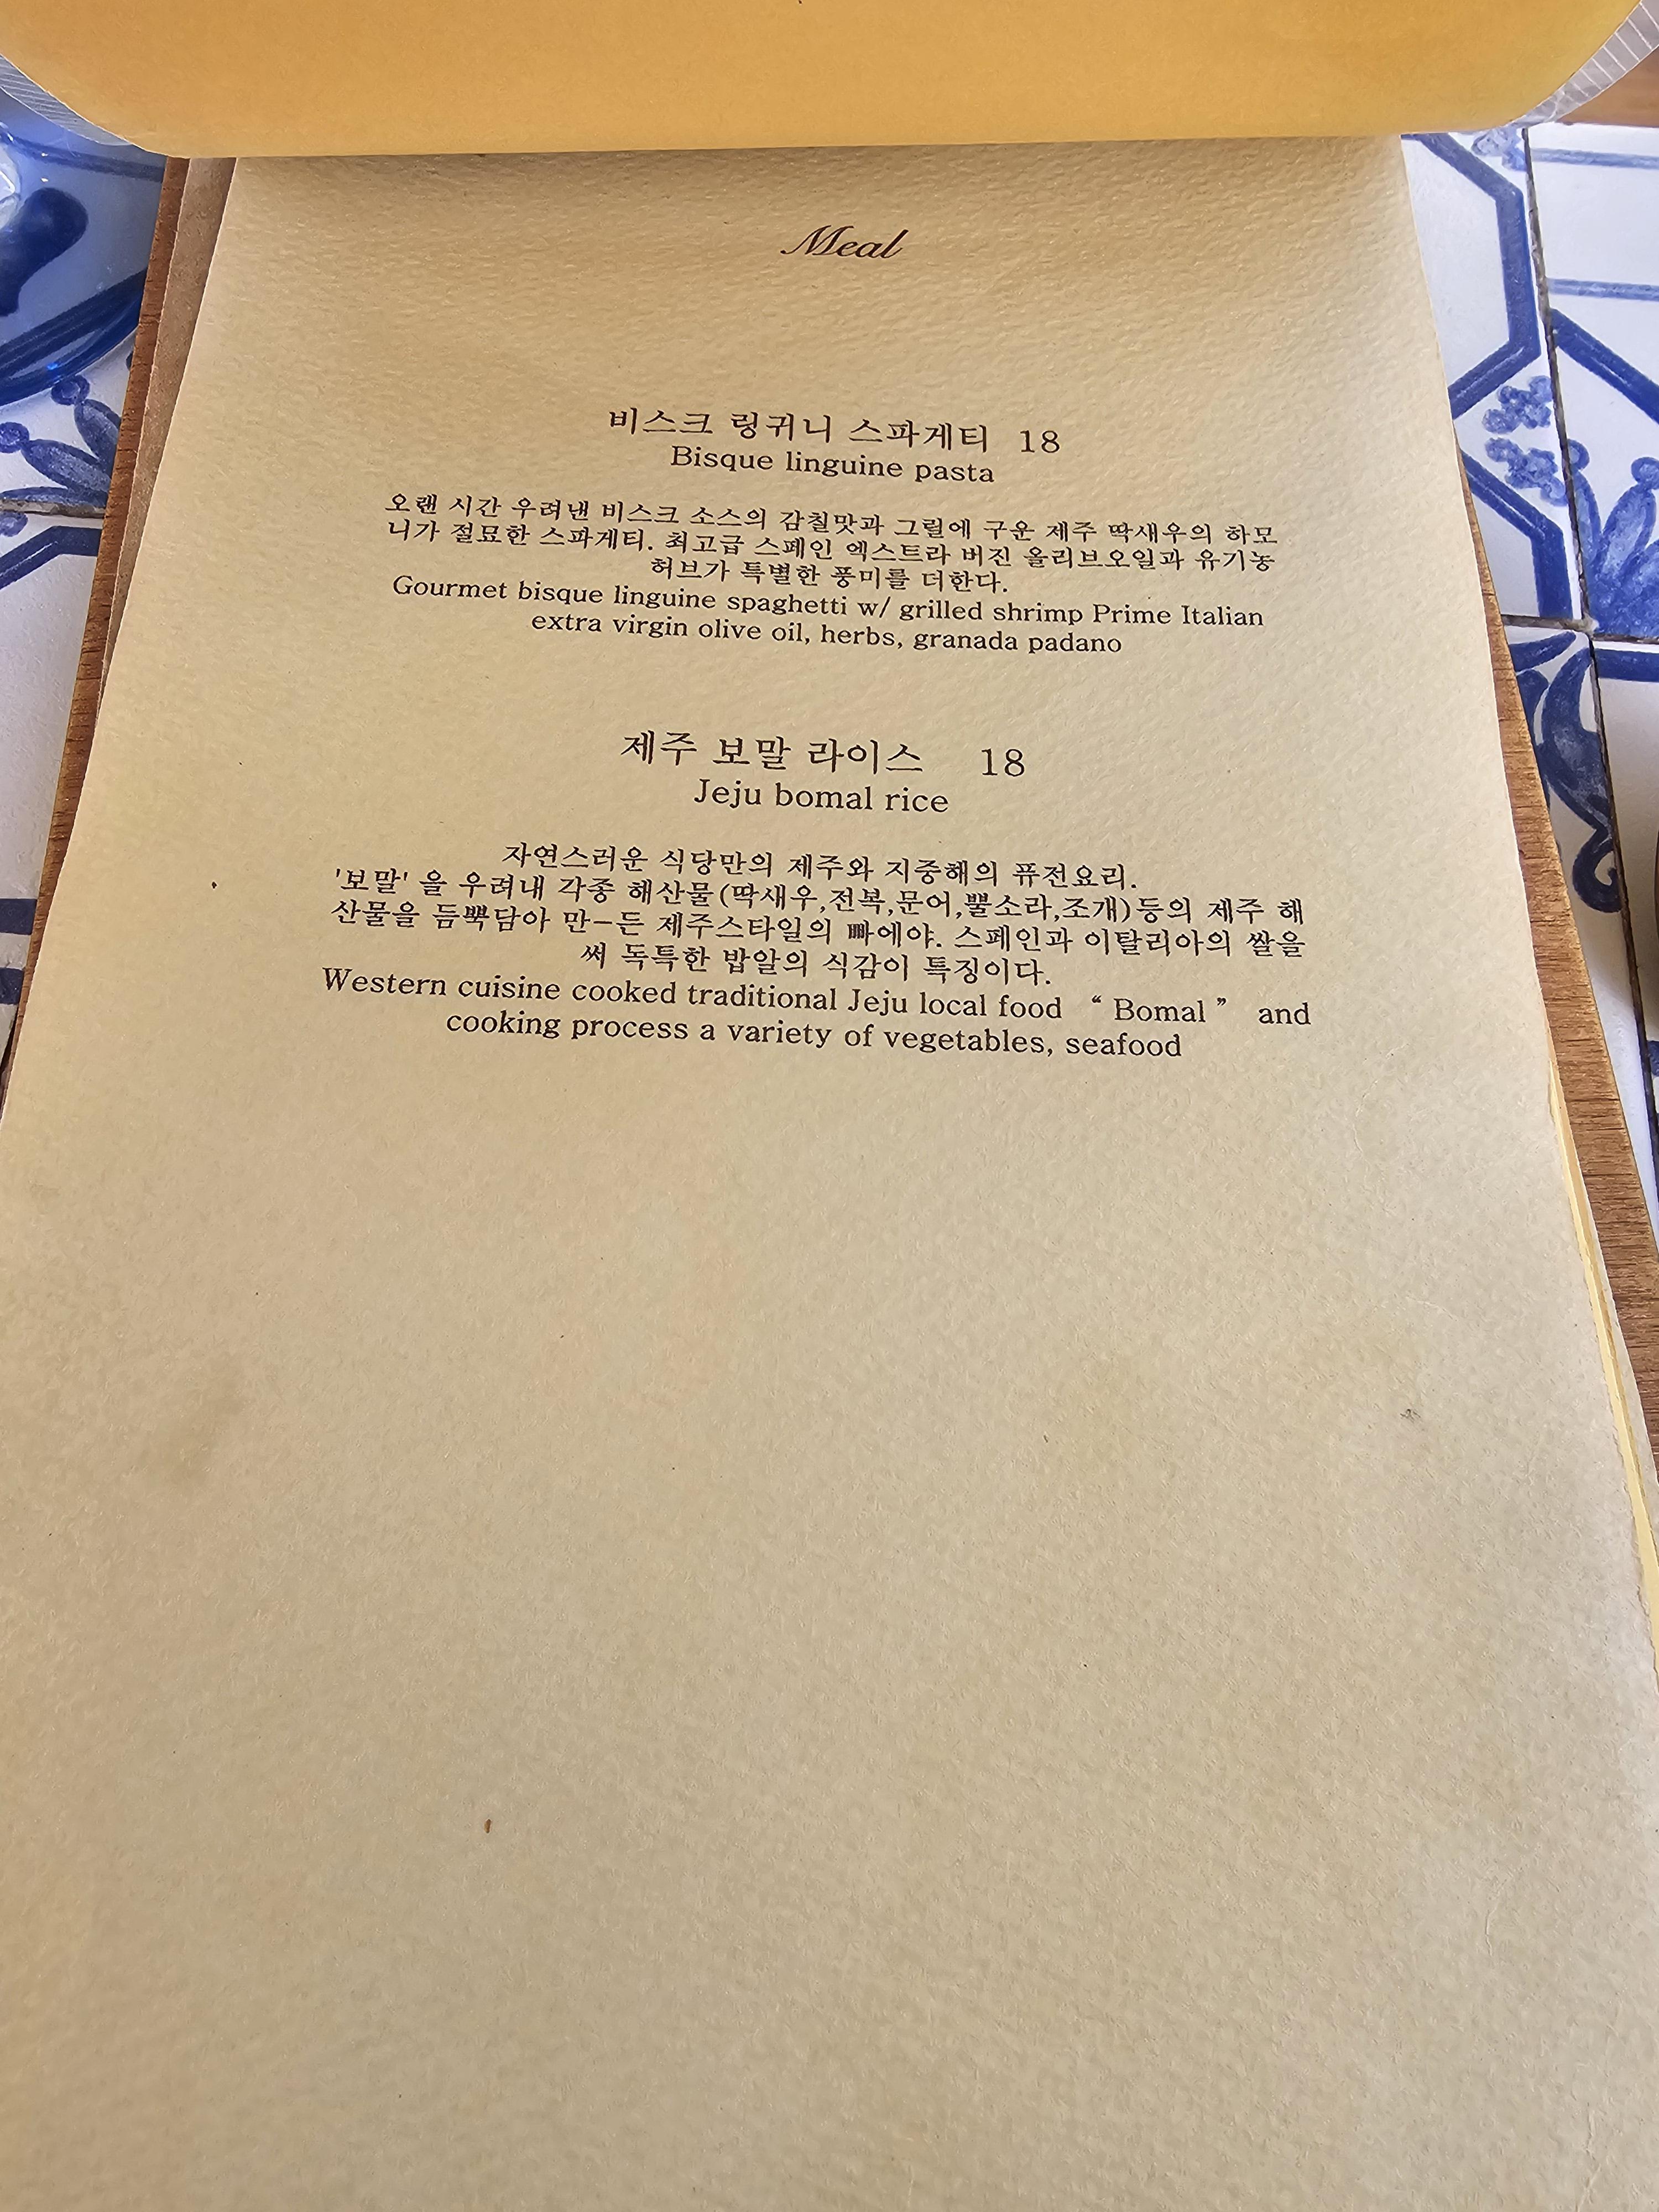 Meal
비스크 링귀니 스파게티 18
Bisque linguine pasta
오랜 시간 우려낸 비스크 소스의 감칠맛과 그릴에 구운 제주 딱새우의 하모
니가 절묘한 스파게티. 최고급 스페인 엑스트라 버진 올리브오일과 유기농
허브가 특별한 풍미를 더한다.
Gourmet bisque linguine spaghetti w/ grilled shrimp Prime Italian
extra virgin olive oil, herbs, granada padano
제주 보말 라이스 18
Jeju bomal rice
자연스러운 식당만의 제주와 지중해의 퓨전요리.
'보말' 을 우려내 각종 해산물(딱새우,전복,문어,뿔소라,조개)등의 제주 해
산물을 듬뿍담아 만-든 제주스타일의 빠에야. 스페인과 이탈리아의 쌀을
써 독특한 밥알의 식감이 특징이다.
Western cuisine cooked traditional Jeju local food “ Bomal ” and
cooking process a variety of vegetables, seafood